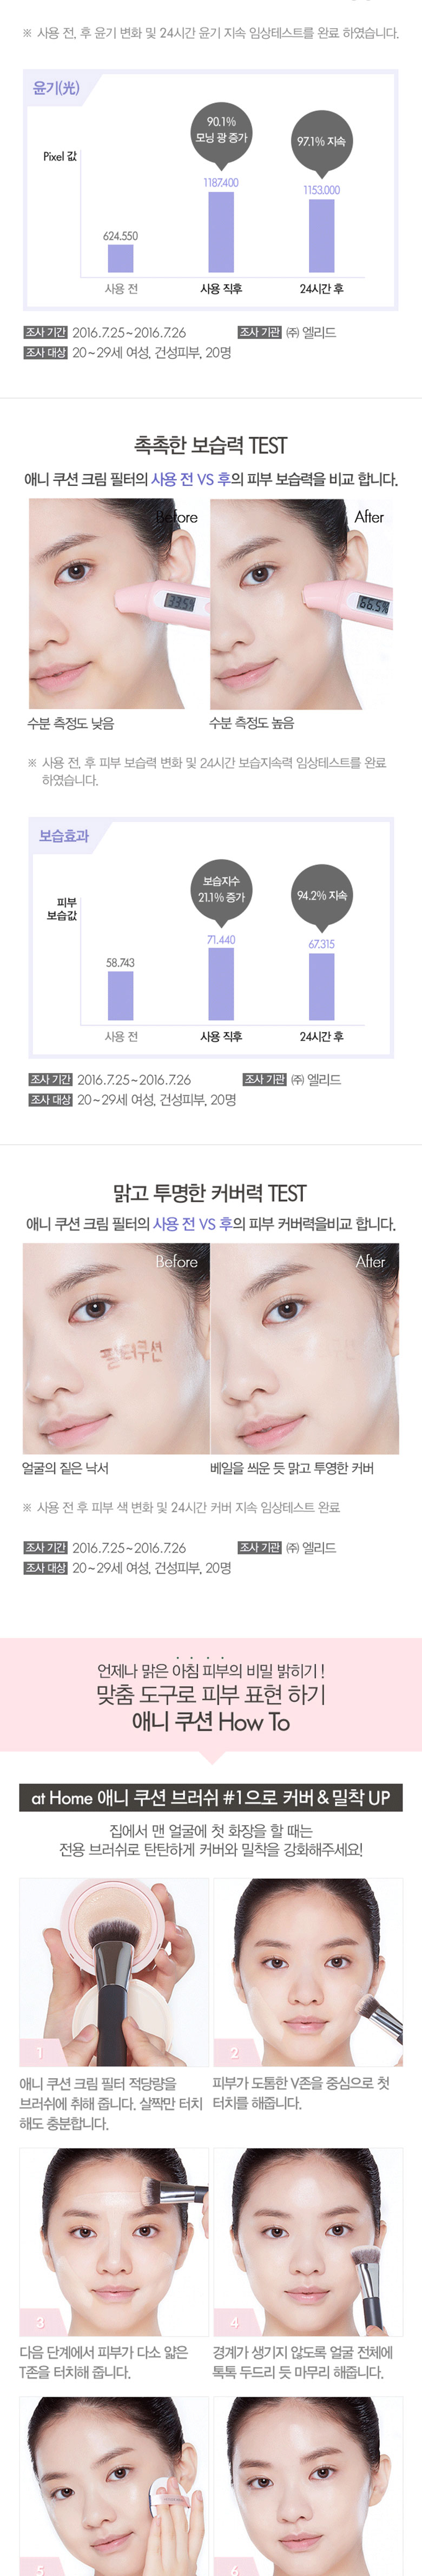 ※ 사용 전, 후 윤기 변화 및 24시간 윤기 지속 임상테스트를 완료 하였습니다.
윤기(光)
Pixel 값
90.1%
모닝 광 증가
97.1% 지속
624.550
1187.400
1153.000
사용 전
사용 직후
24시간 후
조사 기간 2016.7.25~2016.7.26
조사 기관 ㈜ 엘리드
조사 대상 20~29세 여성, 건성피부, 20명
촉촉한 보습력 TEST
애니 쿠션 크림 필터의 사용 전 VS 후의 피부 보습력을 비교 합니다.
Before
After
33.5%
66.5%
수분 측정도 낮음
수분 측정도 높음
※ 사용 전, 후 피부 보습력 변화 및 24시간 보습지속력 임상테스트를 완료
하였습니다.
보습효과
피부
보습값
보습지수
21.1% 증가
94.2% 지속
58.743
71.440
67.315
사용 전
사용 직후
24시간 후
조사 기간 2016.7.25~2016.7.26
조사 기관 ㈜ 엘리드
조사 대상 20~29세 여성, 건성피부, 20명
맑고 투명한 커버력 TEST
애니 쿠션 크림 필터의 사용 전 VS 후의 피부 커버력을비교 합니다.
Before
After
필터쿠션
얼굴의 짙은 낙서
베일을 씌운 듯 맑고 투영한 커버
※ 사용 전 후 피부 색 변화 및 24시간 커버 지속 임상테스트 완료
조사 기간 2016.7.25~2016.7.26
조사 기관 ㈜ 엘리드
조사 대상 20~29세 여성, 건성피부, 20명
언제나 맑은 아침 피부의 비밀 밝히기 !
맞춤 도구로 피부 표현 하기
애니 쿠션 How To
at Home 애니 쿠션 브러쉬 #1으로 커버 & 밀착 UP
집에서 맨 얼굴에 첫 화장을 할 때는
전용 브러쉬로 탄탄하게 커버와 밀착을 강화해주세요!
1
2
애니 쿠션 크림 필터 적당량을
브러쉬에 취해 줍니다. 살짝만 터치
해도 충분합니다.
피부가 도톰한 V존을 중심으로 첫
터치를 해줍니다.
3
4
다음 단계에서 피부가 다소 얇은
T존을 터치해 줍니다.
경계가 생기지 않도록 얼굴 전체에
톡톡 두드리 듯 마무리 해줍니다.
5
6